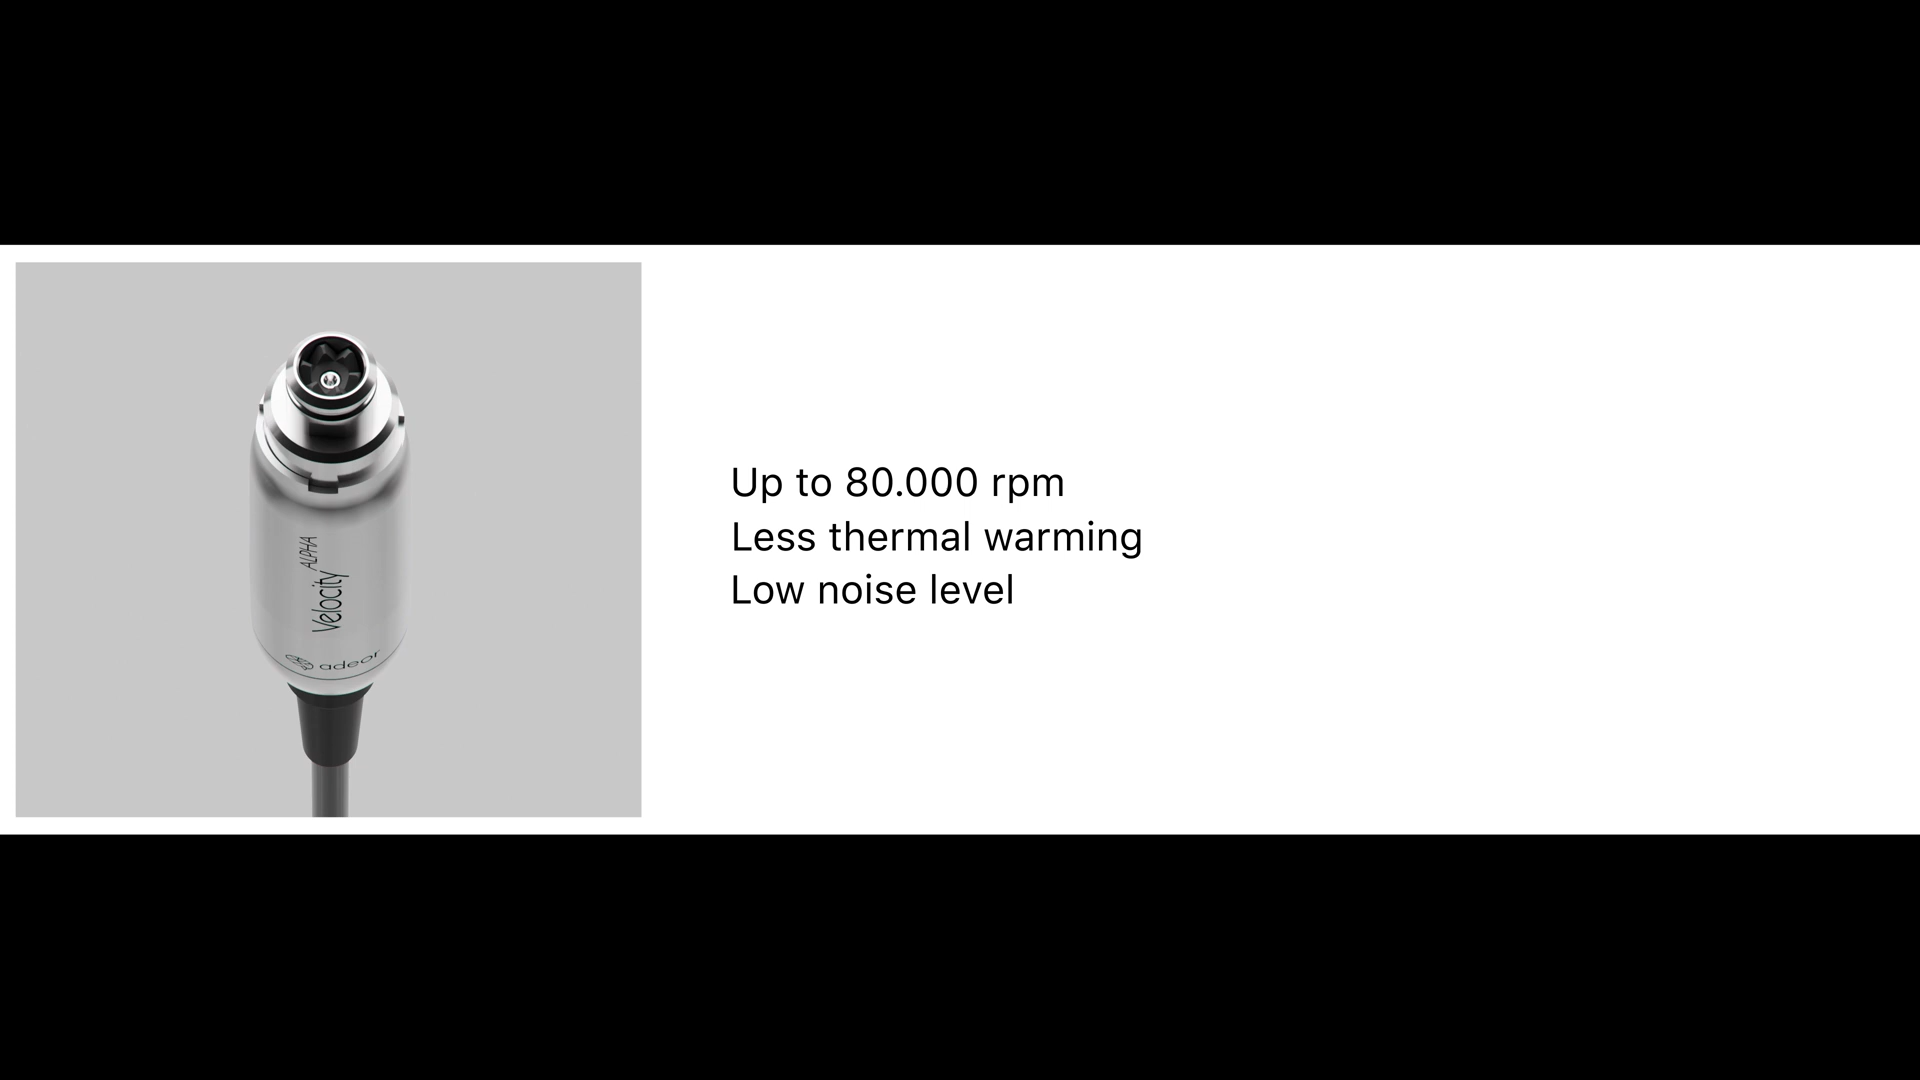 Velocity ALPHA
adeor
Up to 80.000 rpm
Less thermal warming
Low noise level